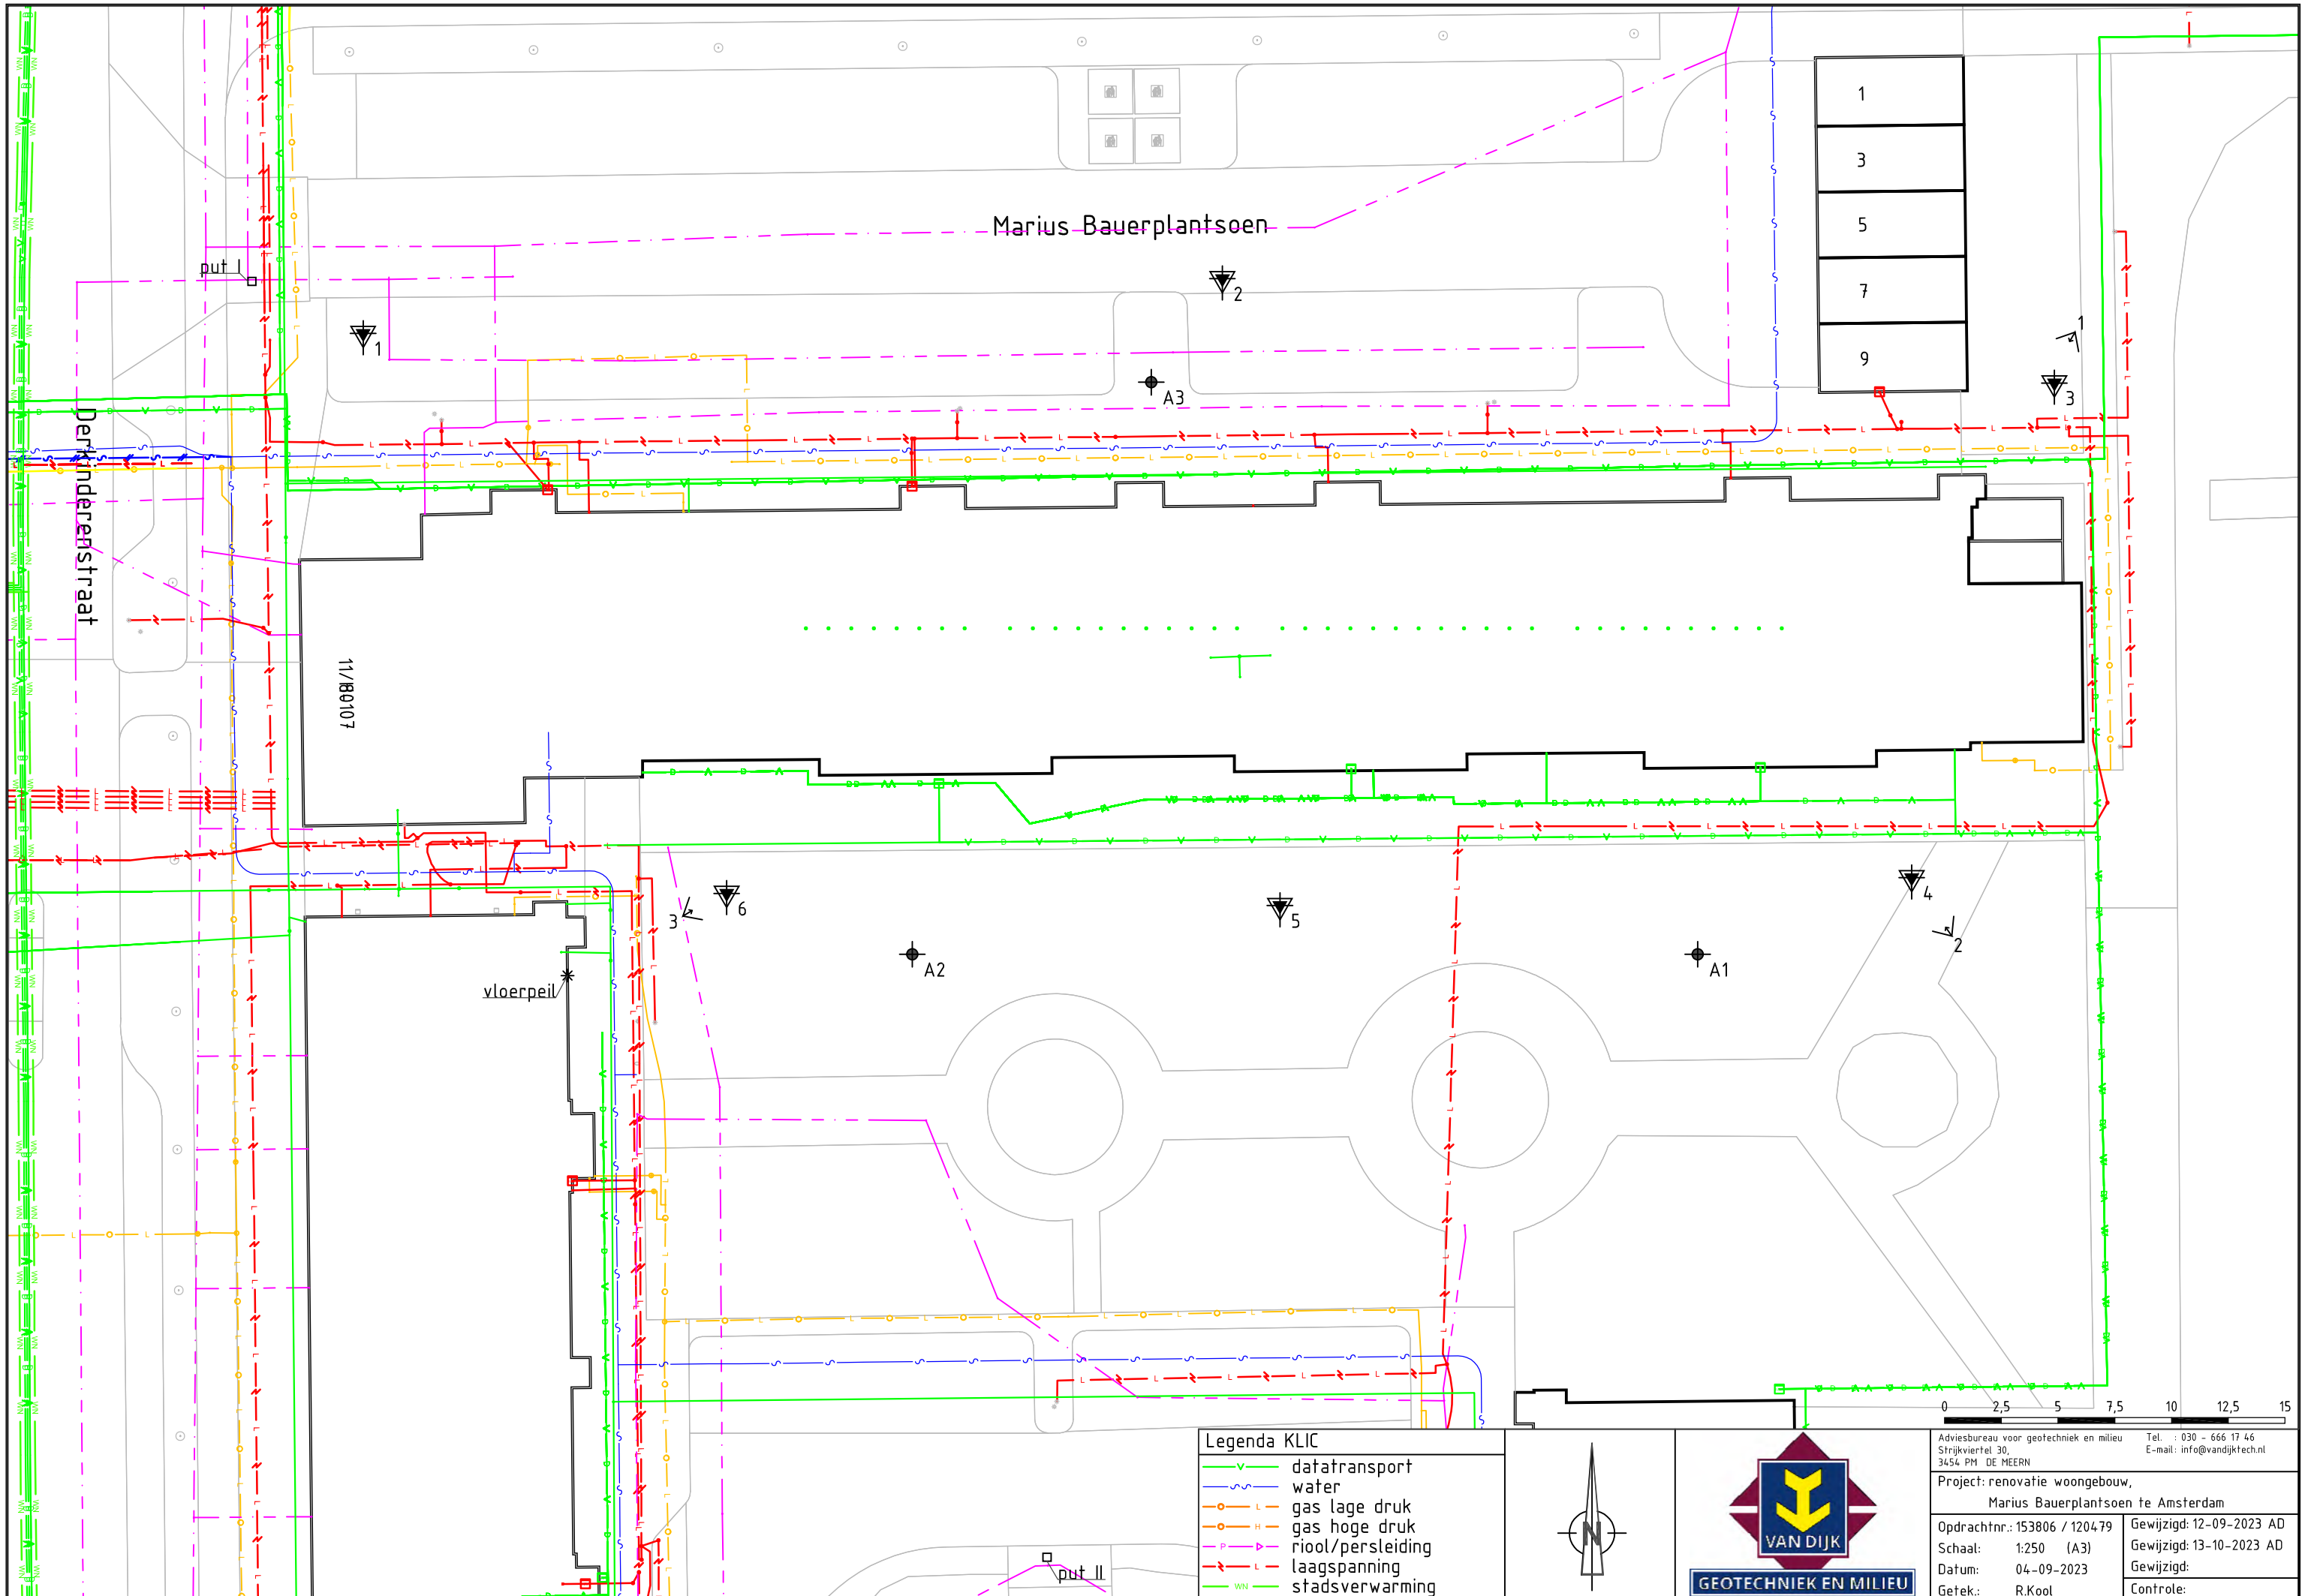 Marius Bauerplantsoen
1
3
5
7
9
put I
1
2
A3
1
3
Derkinderenstraat
6
3
5
4
2
A2
A1
vloerpeil
put II
0 2,5 5 7,5 10 12,5 15
Legenda KLIC
datatransport
water
gas lage druk
gas hoge druk
riool/persleiding
laagspanning
stadsverwarming
N
VAN DIJK
GEOTECHNIEK EN MILIEU
Adviesbureau voor geotechniek en milieu
Strijkviertel 30,
3454 PM DE MEERN
Tel. : 030 - 666 17 46
E-mail: info@vandijktech.nl
Project: renovatie woongebouw,
Marius Bauerplantsoen te Amsterdam
Opdrachtnr.: 153806 / 120479
Schaal: 1:250 (A3)
Datum: 04-09-2023
Getek.: R.Kool
Gewijzigd: 12-09-2023 AD
Gewijzigd: 13-10-2023 AD
Gewijzigd:
Controle: